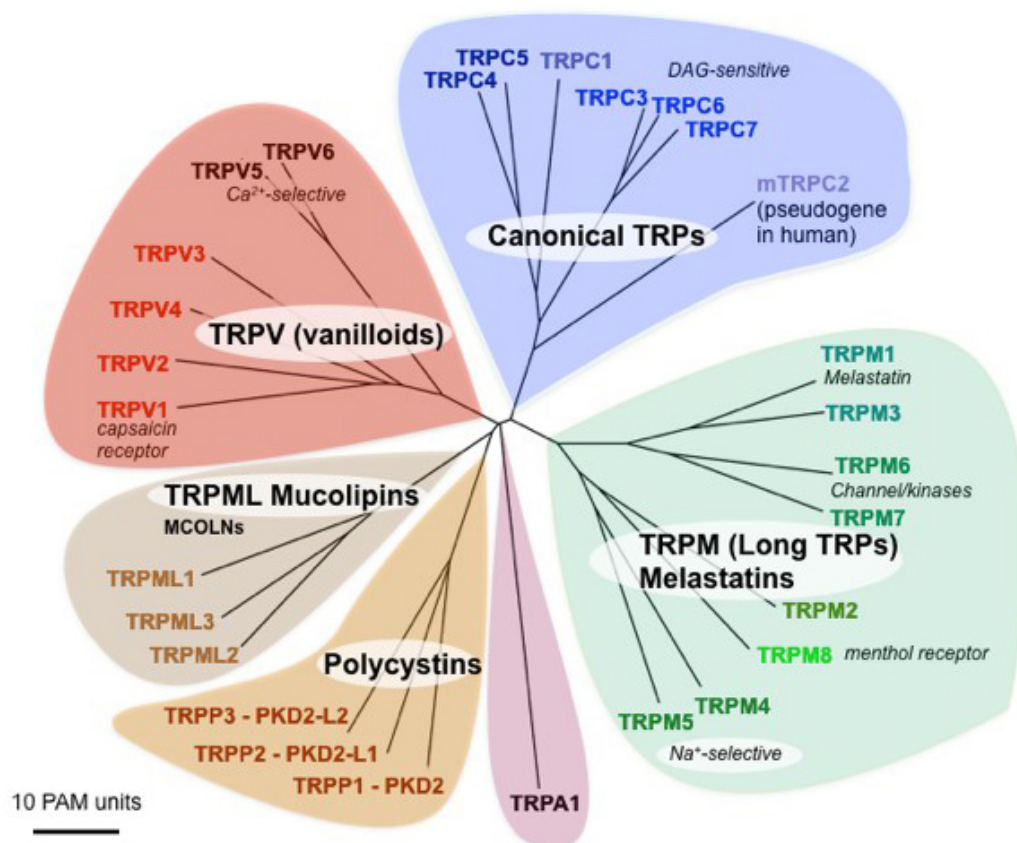 TRPC5
TRPC1
TRPC4
DAG-sensitive
TRPC3
TRPC6
TRPC7
mTRPC2
(pseudogene
in human)
Canonical TRPs
TRPV6
TRPV5
Ca²⁺-selective
TRPV3
TRPV4
TRPV (vanilloids)
TRPV2
TRPV1
capsaicin
receptor
TRPM1
Melastatin
TRPM3
TRPM6
Channel/kinases
TRPM7
TRPM (Long TRPs)
Melastatins
TRPM2
TRPM8 menthol receptor
TRPM4
TRPM5
Na⁺-selective
TRPML Mucolipins
MCOLNs
TRPML1
TRPML3
TRPML2
Polycystins
TRPP3 - PKD2-L2
TRPP2 - PKD2-L1
TRPP1 - PKD2
TRPA1
10 PAM units